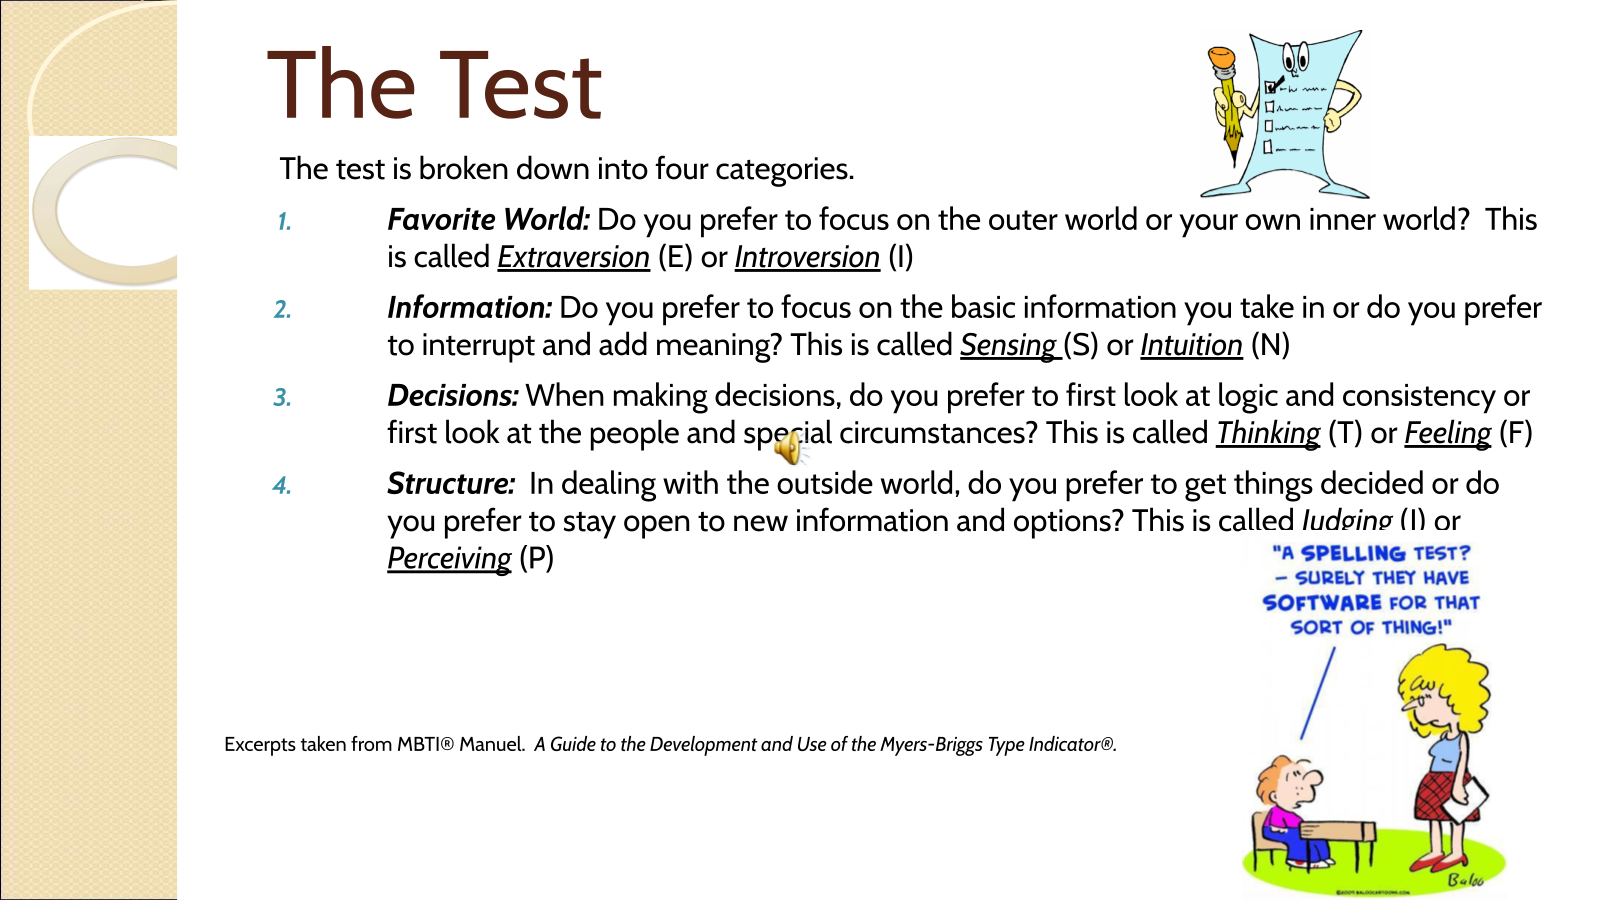 The Test
The test is broken down into four categories.
1. Favorite World: Do you prefer to focus on the outer world or your own inner world? This
is called Extraversion (E) or Introversion (I)
2. Information: Do you prefer to focus on the basic information you take in or do you prefer
to interrupt and add meaning? This is called Sensing (S) or Intuition (N)
3. Decisions: When making decisions, do you prefer to first look at logic and consistency or
first look at the people and special circumstances? This is called Thinking (T) or Feeling (F)
4. Structure: In dealing with the outside world, do you prefer to get things decided or do
you prefer to stay open to new information and options? This is called Judging (J) or
Perceiving (P)
"A SPELLING TEST?
– SURELY THEY HAVE
SOFTWARE FOR THAT
SORT OF THING!"
Excerpts taken from MBTI® Manuel. A Guide to the Development and Use of the Myers-Briggs Type Indicator®.
Baloo
©2009 BALOOCARTOONS.COM